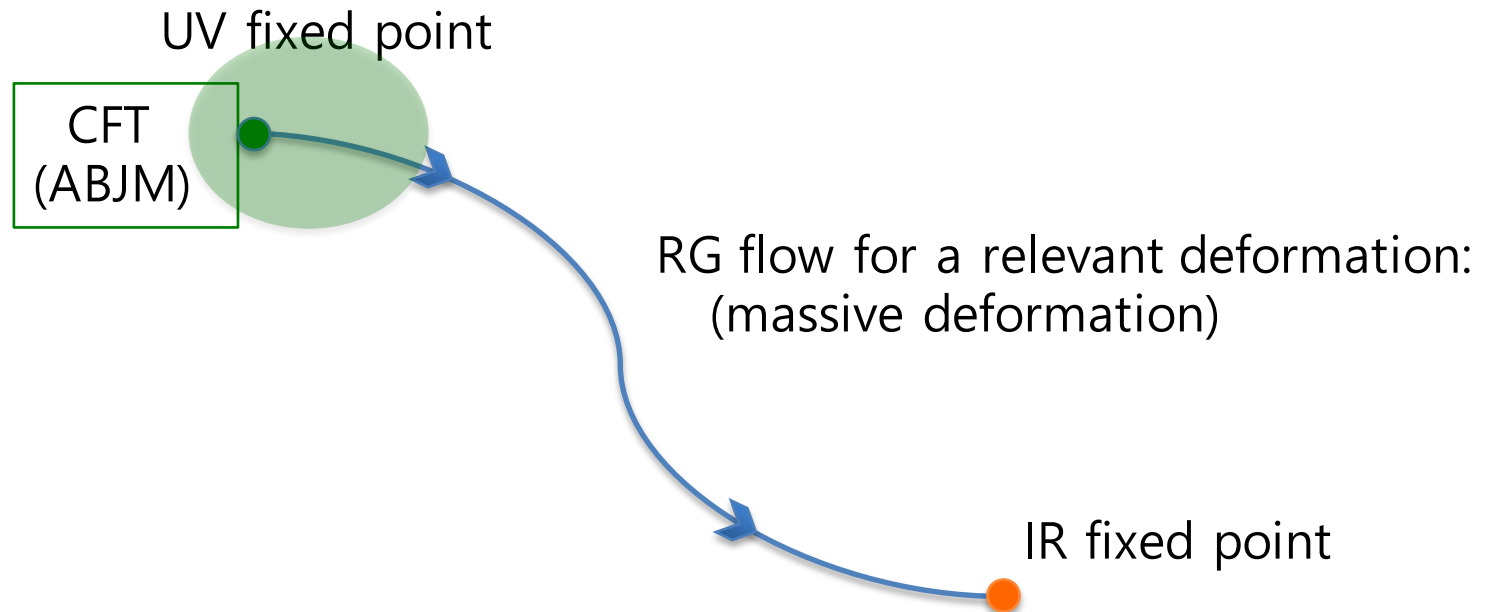 UV fixed point
CFT
(ABJM)
RG flow for a relevant deformation:
(massive deformation)
IR fixed point